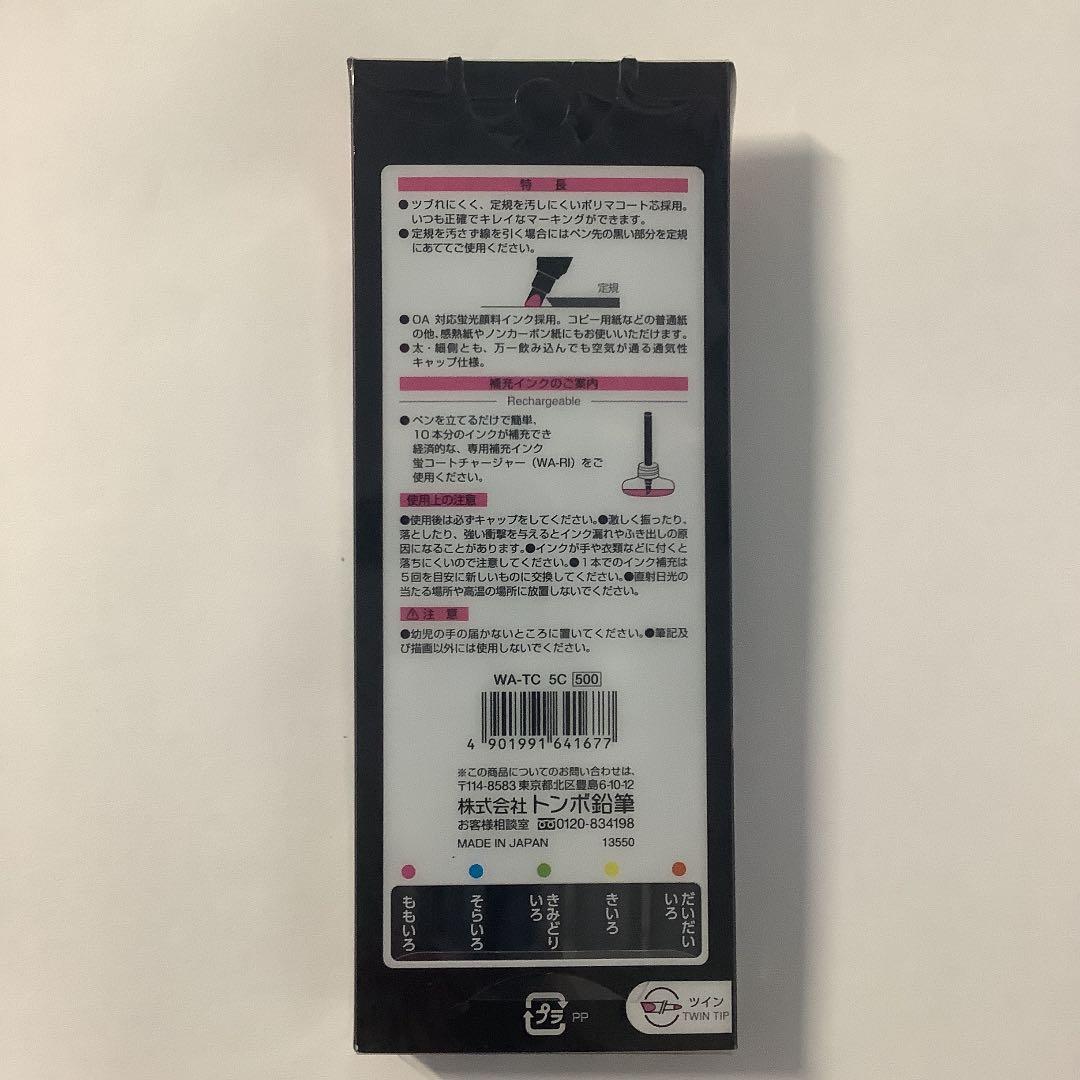 特 長
●ツブれにくく、定規を汚しにくいポリマコート芯採用。
いつも正確でキレイなマーキングができます。
●定規を汚さず線を引く場合にはペン先の黒い部分を定規
にあててご使用ください。
定規
●OA 対応蛍光顔料インク採用。コピー用紙などの普通紙
の他、感熱紙やノンカーボン紙にもお使いいただけます。
●太・細側とも、万一飲み込んでも空気が通る通気性
キャップ仕様。
補充インクのご案内
Rechargeable
●ペンを立てるだけで簡単、
10本分のインクが補充でき
経済的な、専用補充インク
蛍コートチャージャー（WA-RI）をご
使用ください。
使用上の注意
●使用後は必ずキャップをしてください。●激しく振ったり、
落としたり、強い衝撃を与えるとインク漏れやふき出しの原
因になることがあります。●インクが手や衣類などに付くと
落ちにくいので注意してください。●1本でのインク補充は
5回を目安に新しいものに交換してください。●直射日光の
当たる場所や高温の場所に放置しないでください。
⚠注 意
●幼児の手の届かないところに置いてください。●筆記及
び描画以外には使用しないでください。
WA-TC 5C 500
4 901991 641677
※この商品についてのお問い合わせは、
〒114-8583 東京都北区豊島6-10-12
株式会社トンボ鉛筆
お客様相談室 0120-834198
MADE IN JAPAN 13550
ももいろ
そらいろ
きみどり
いろ
きいろ
だいだい
いろ
プラ PP
ツイン
TWIN TIP